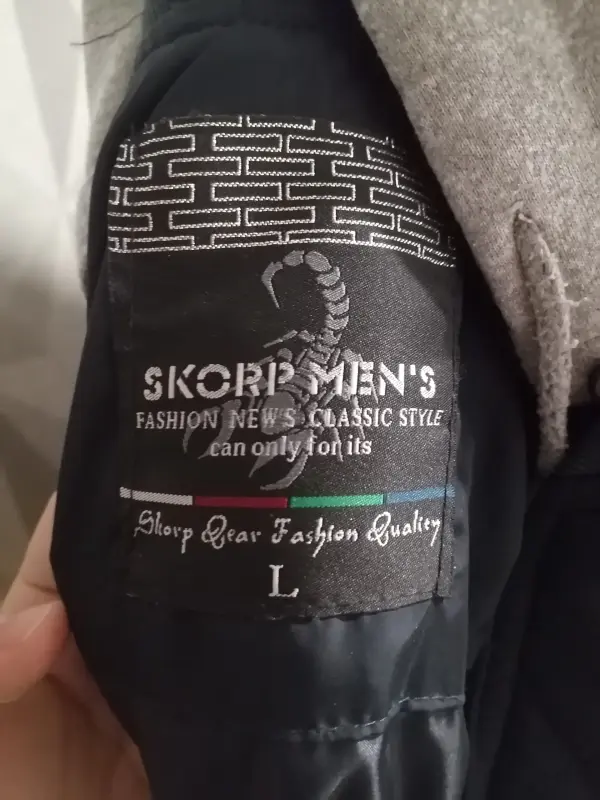 SKORP MEN'S
FASHION NEWS CLASSIC STYLE
can only for its
Skorp Gear Fashion Quality
L